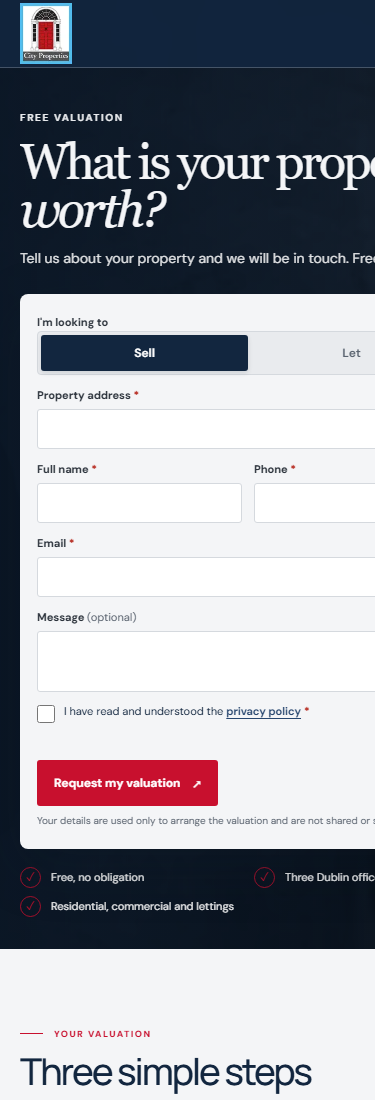 City Properties
FREE VALUATION
What is your prope
worth?
Tell us about your property and we will be in touch. Free
I'm looking to
Sell
Let
Property address *
Full name *
Phone *
Email *
Message (optional)
I have read and understood the privacy policy *
Request my valuation ↗
Your details are used only to arrange the valuation and are not shared or s
Free, no obligation
Three Dublin offic
Residential, commercial and lettings
YOUR VALUATION
Three simple steps